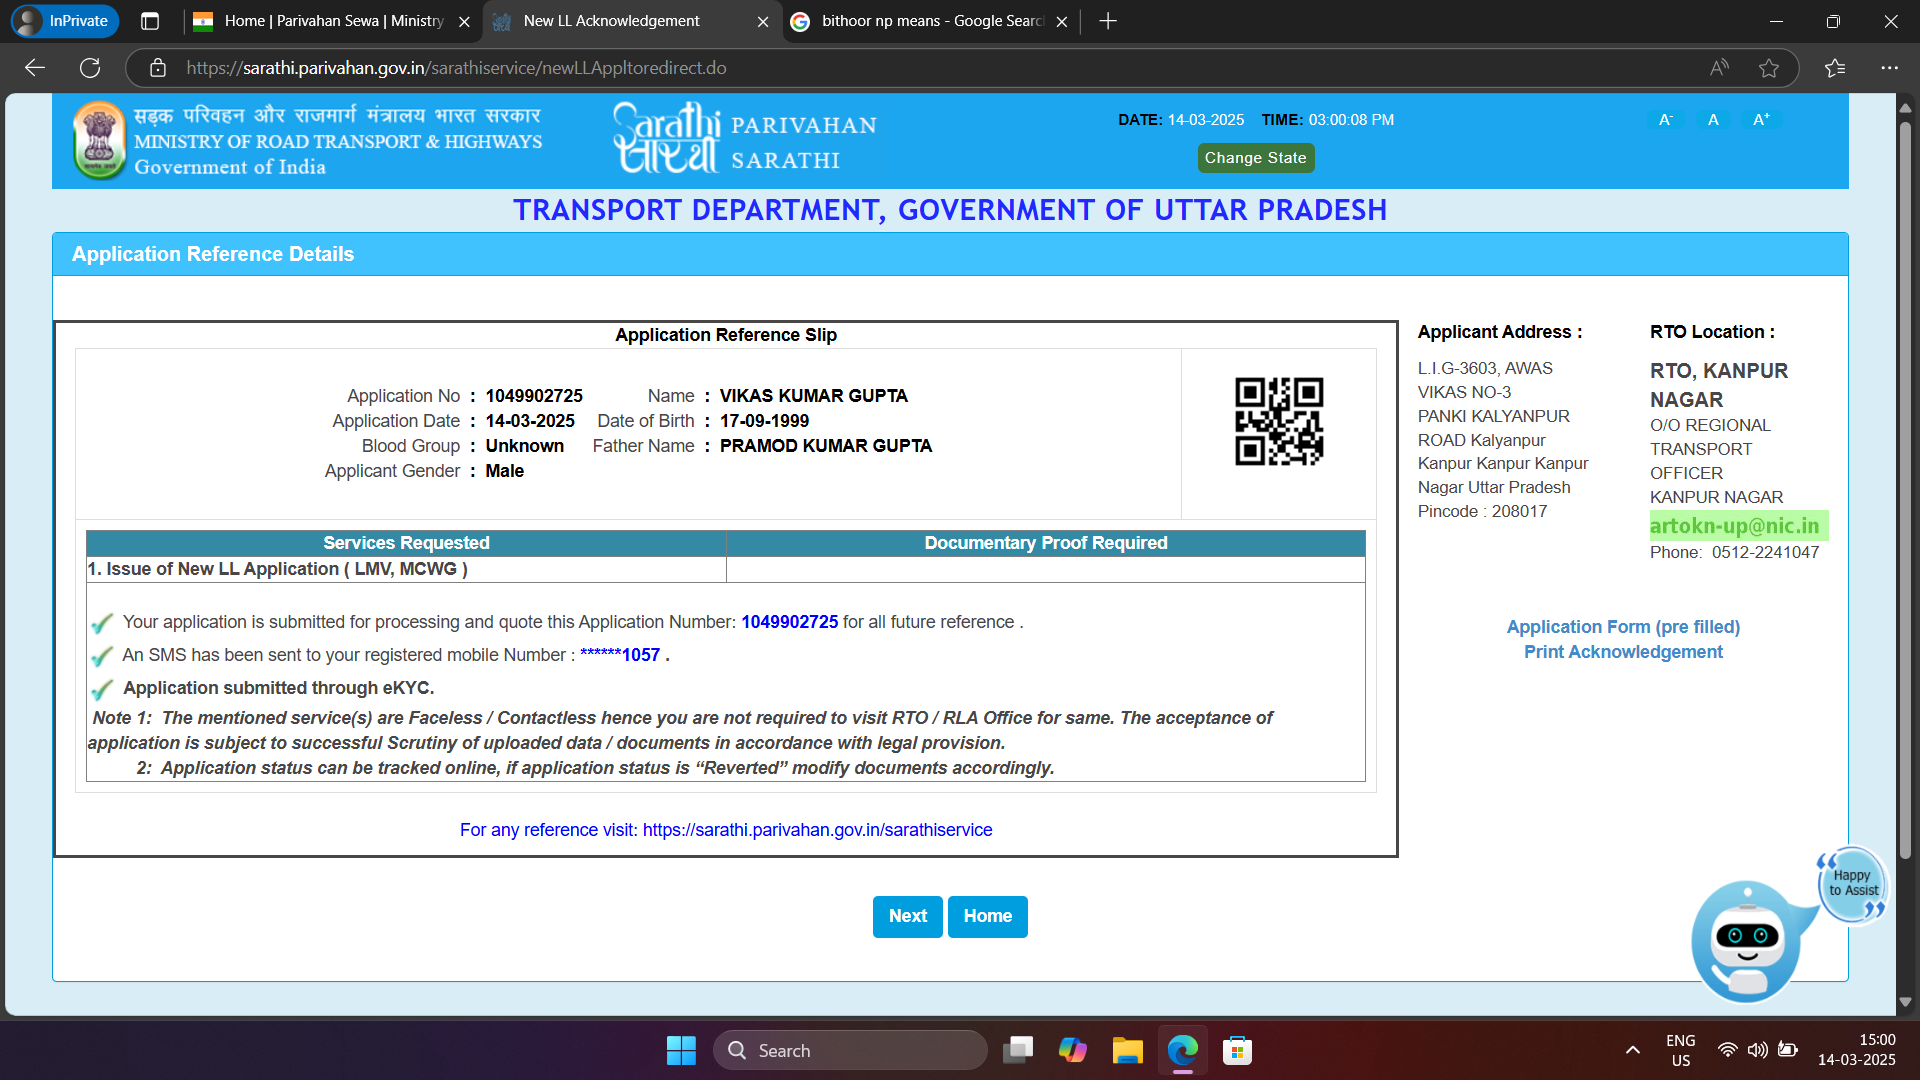 InPrivate
Home | Parivahan Sewa | Ministry
New LL Acknowledgement
bithoor np means - Google Searc
https://sarathi.parivahan.gov.in/sarathiservice/newLLAppltoredirect.do
सड़क परिवहन और राजमार्ग मंत्रालय भारत सरकार
MINISTRY OF ROAD TRANSPORT & HIGHWAYS
Government of India
Sarathi
सारथी
PARIVAHAN
SARATHI
DATE: 14-03-2025 TIME: 03:00:08 PM
Change State
A- A A+
TRANSPORT DEPARTMENT, GOVERNMENT OF UTTAR PRADESH
Application Reference Details
Application Reference Slip
Application No : 1049902725 Name : VIKAS KUMAR GUPTA
Application Date : 14-03-2025 Date of Birth : 17-09-1999
Blood Group : Unknown Father Name : PRAMOD KUMAR GUPTA
Applicant Gender : Male
Services Requested Documentary Proof Required
1. Issue of New LL Application ( LMV, MCWG )
Your application is submitted for processing and quote this Application Number: 1049902725 for all future reference .
An SMS has been sent to your registered mobile Number : ******1057 .
Application submitted through eKYC.
Note 1: The mentioned service(s) are Faceless / Contactless hence you are not required to visit RTO / RLA Office for same. The acceptance of
application is subject to successful Scrutiny of uploaded data / documents in accordance with legal provision.
2: Application status can be tracked online, if application status is “Reverted” modify documents accordingly.
For any reference visit: https://sarathi.parivahan.gov.in/sarathiservice
Applicant Address :
L.I.G-3603, AWAS
VIKAS NO-3
PANKI KALYANPUR
ROAD Kalyanpur
Kanpur Kanpur Kanpur
Nagar Uttar Pradesh
Pincode : 208017
RTO Location :
RTO, KANPUR
NAGAR
O/O REGIONAL
TRANSPORT
OFFICER
KANPUR NAGAR
artokn-up@nic.in
Phone: 0512-2241047
Application Form (pre filled)
Print Acknowledgement
Next Home
Happy
to Assist
Search
ENG
US
15:00
14-03-2025